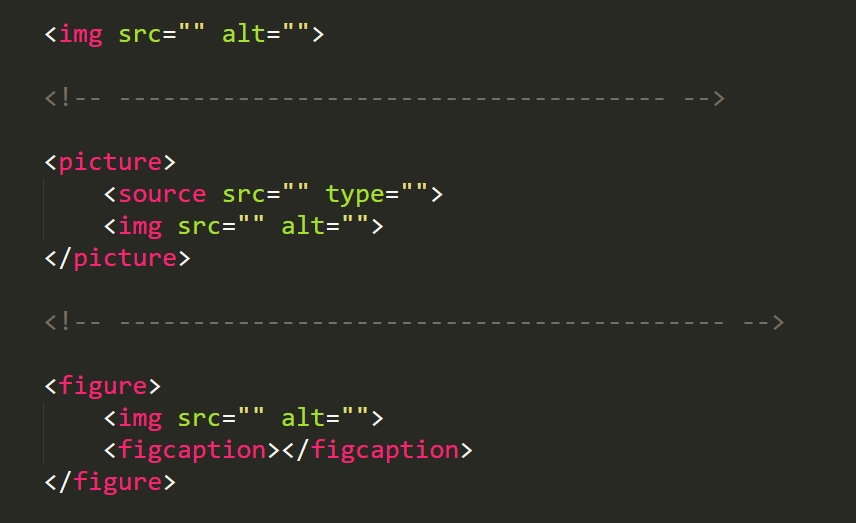 <img src="" alt="">
<!-- ------------------------------------- -->
<picture>
    <source src="" type="">
    <img src="" alt="">
</picture>
<!-- ----------------------------------------- -->
<figure>
    <img src="" alt="">
    <figcaption></figcaption>
</figure>